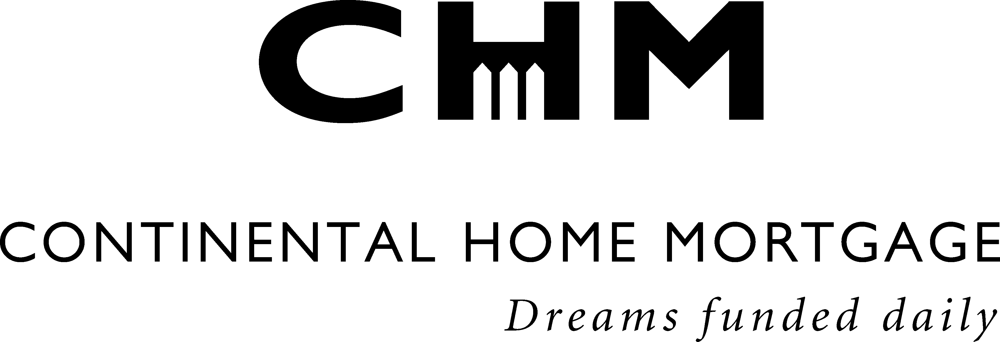 CHM
CONTINENTAL HOME MORTGAGE
Dreams funded daily